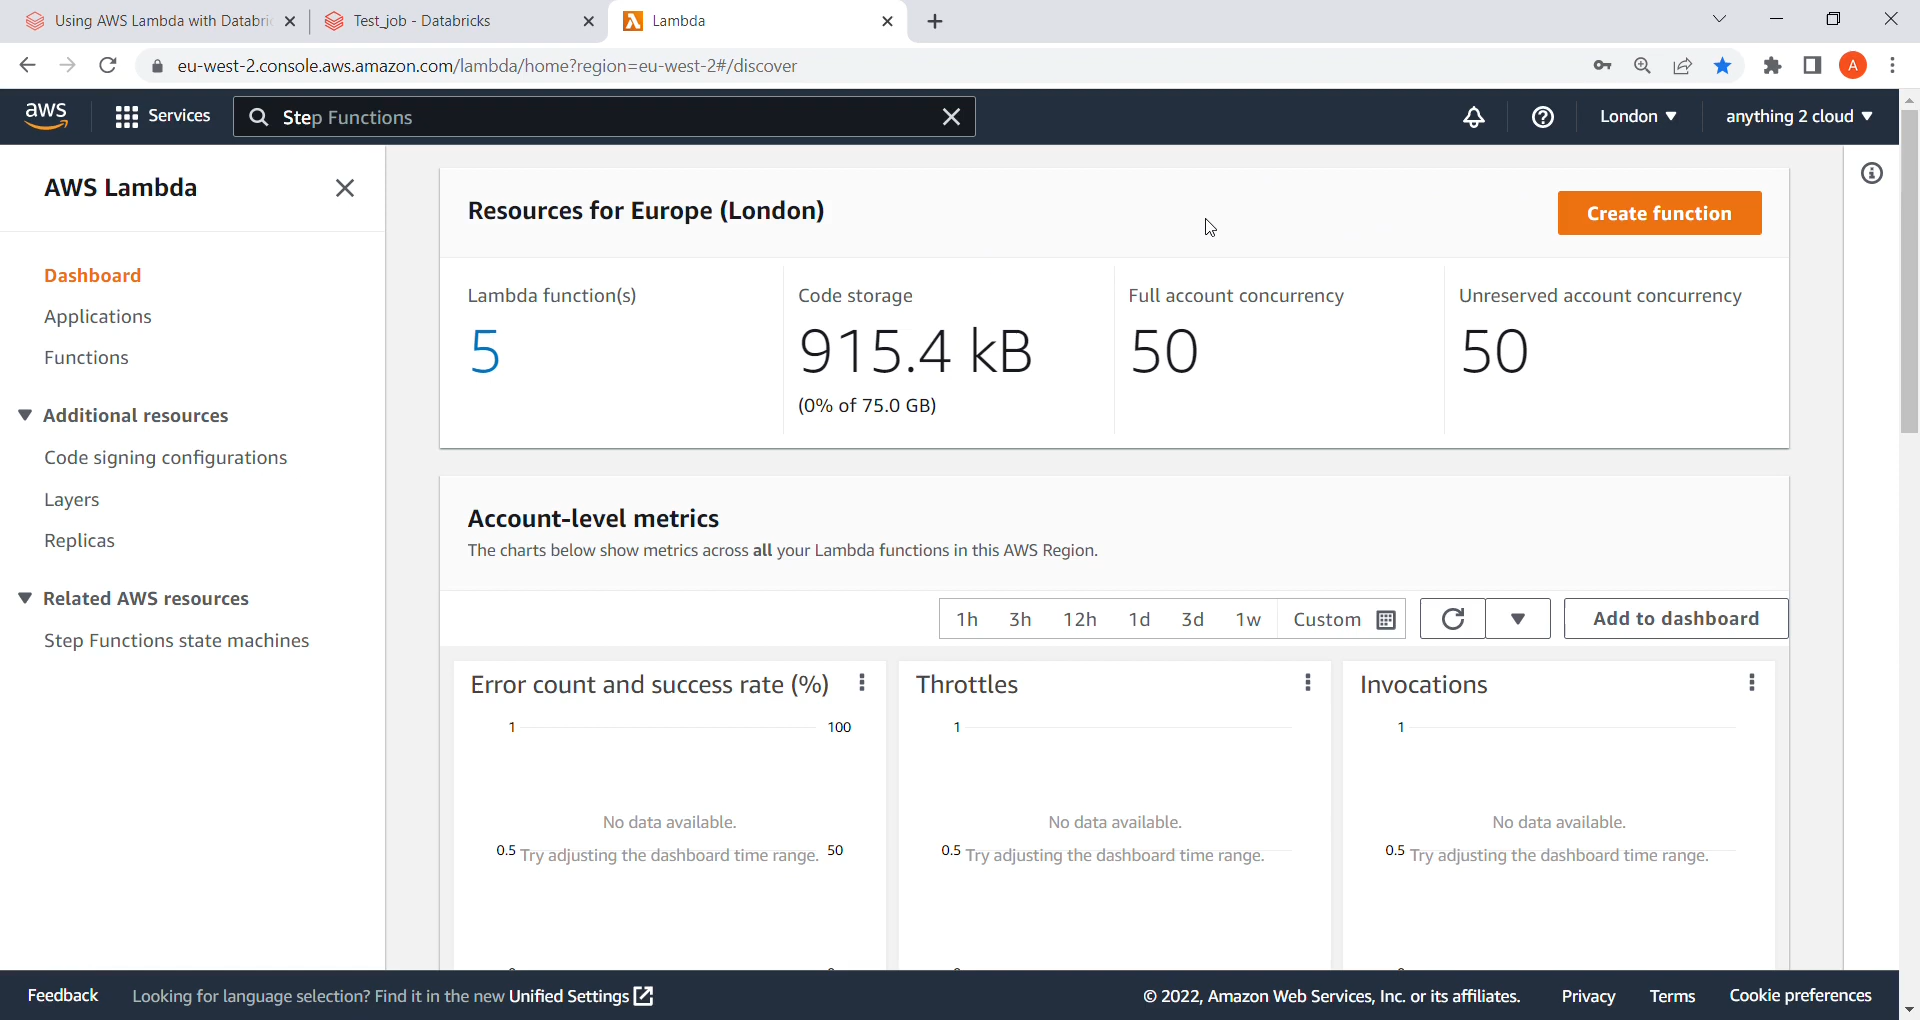 Using AWS Lambda with Databri
Test_job - Databricks
Lambda
eu-west-2.console.aws.amazon.com/lambda/home?region=eu-west-2#/discover
A
aws
Services
Step Functions
London
anything 2 cloud
AWS Lambda
Dashboard
Applications
Functions
Additional resources
Code signing configurations
Layers
Replicas
Related AWS resources
Step Functions state machines
Resources for Europe (London)
Create function
Lambda function(s)
5
Code storage
915.4 kB
(0% of 75.0 GB)
Full account concurrency
50
Unreserved account concurrency
50
Account-level metrics
The charts below show metrics across all your Lambda functions in this AWS Region.
1h 3h 12h 1d 3d 1w Custom
Add to dashboard
Error count and success rate (%)
1 100
No data available.
0.5 Try adjusting the dashboard time range. 50
Throttles
1
No data available.
0.5 Try adjusting the dashboard time range.
Invocations
1
No data available.
0.5 Try adjusting the dashboard time range.
Feedback
Looking for language selection? Find it in the new Unified Settings
© 2022, Amazon Web Services, Inc. or its affiliates.
Privacy
Terms
Cookie preferences